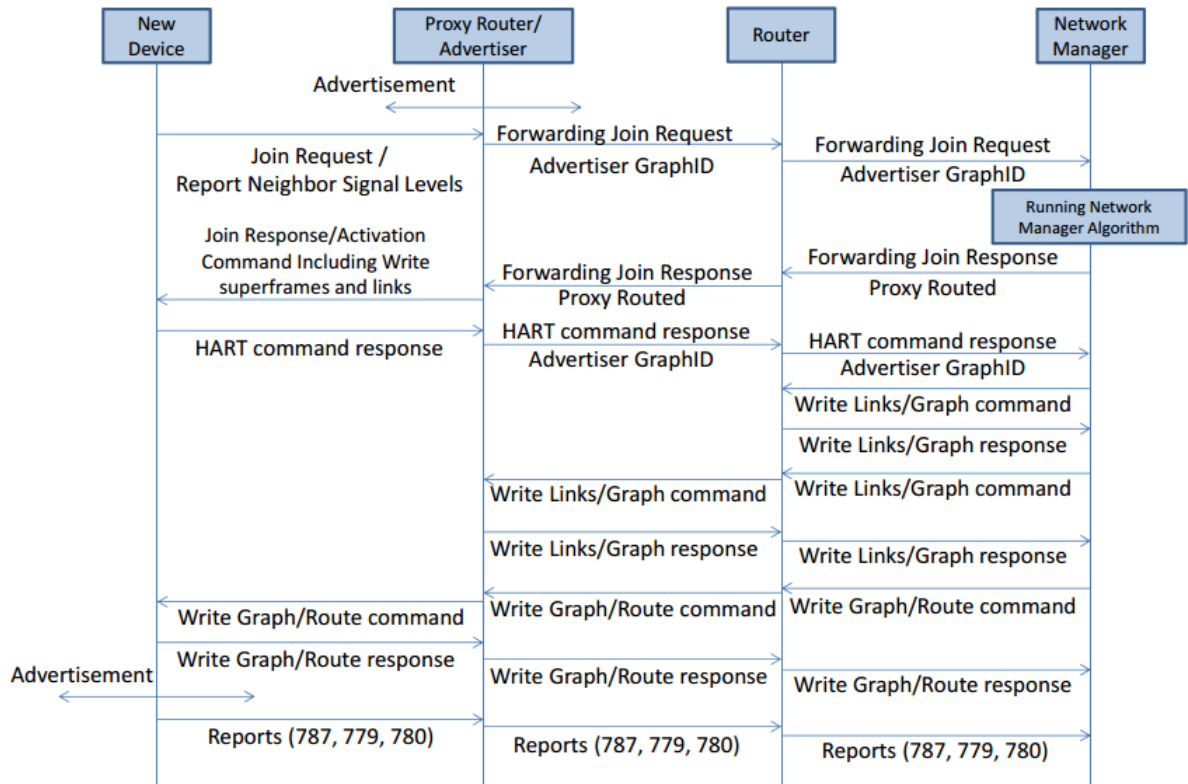 New
Device
Proxy Router/
Advertiser
Router
Network
Manager
Advertisement
Forwarding Join Request
Advertiser GraphID
Join Request /
Report Neighbor Signal Levels
Forwarding Join Request
Advertiser GraphID
Running Network
Manager Algorithm
Join Response/Activation
Command Including Write
superframes and links
Forwarding Join Response
Proxy Routed
Forwarding Join Response
Proxy Routed
HART command response
HART command response
Advertiser GraphID
HART command response
Advertiser GraphID
Write Links/Graph command
Write Links/Graph response
Write Links/Graph command
Write Links/Graph command
Write Links/Graph response
Write Links/Graph response
Write Graph/Route command
Write Graph/Route command
Write Graph/Route command
Write Graph/Route response
Write Graph/Route response
Write Graph/Route response
Advertisement
Reports (787, 779, 780)
Reports (787, 779, 780)
Reports (787, 779, 780)